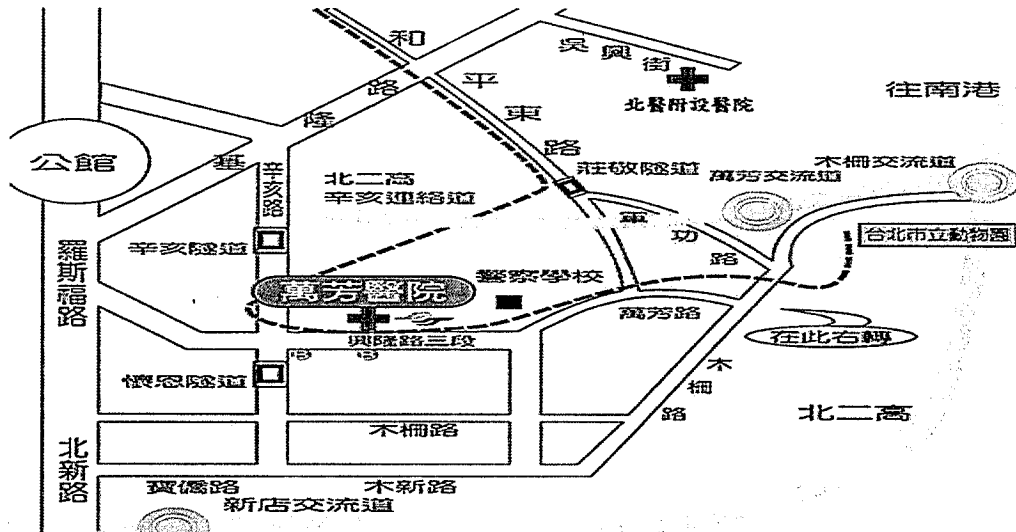 和平東路
吳興街
北醫附設醫院
往南港
基隆路
公館
辛亥路
北二高
辛亥連絡道
莊敬隧道
萬芳交流道
木柵交流道
軍功路
台北市立動物園
羅斯福路
辛亥隧道
萬芳醫院
警察學校
萬芳路
在此右轉
興隆路三段
懷恩隧道
木柵路
北二高
木柵路
北新路
寶僑路
木新路
新店交流道